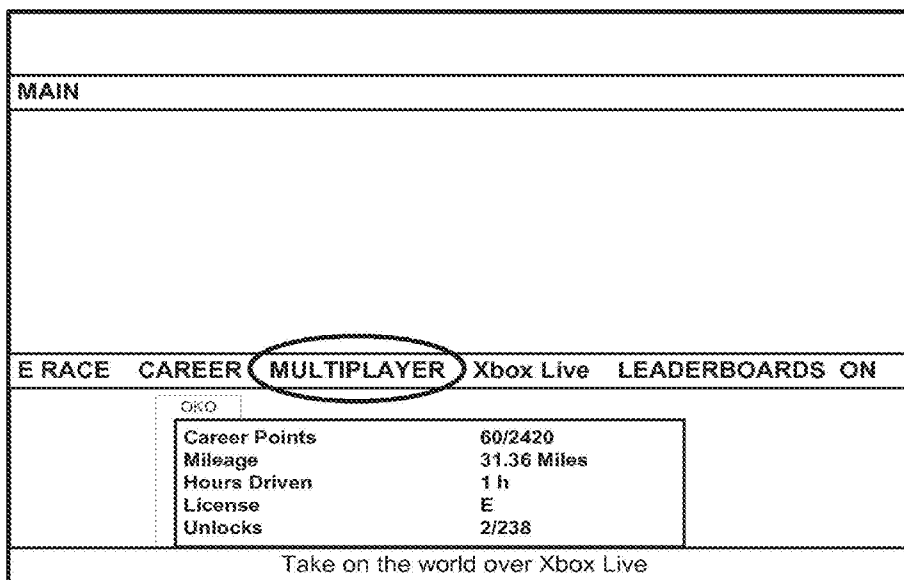 MAIN
E RACE CAREER MULTIPLAYER Xbox Live LEADERBOARDS ON
OKO
Career Points 60/2420
Mileage 31.36 Miles
Hours Driven 1 h
License E
Unlocks 2/238
Take on the world over Xbox Live